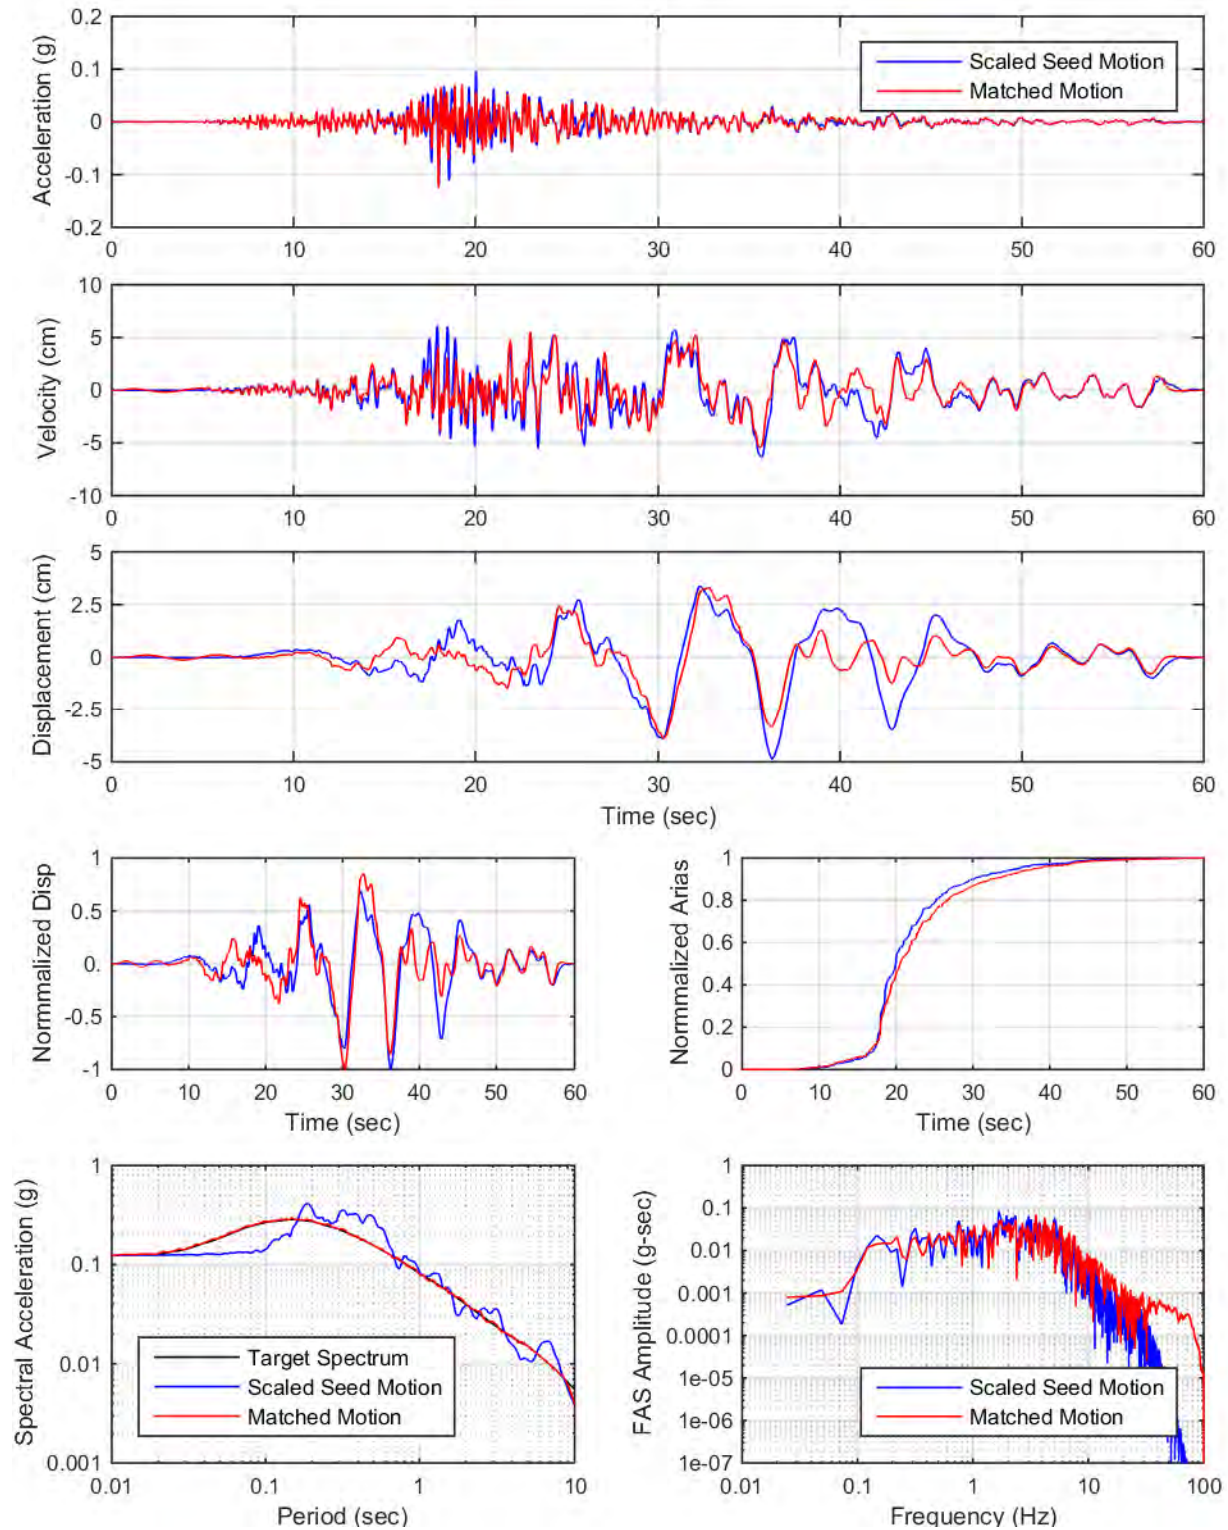 Acceleration (g)
0.2
0.1
0
-0.1
-0.2
Scaled Seed Motion
Matched Motion
0 10 20 30 40 50 60
Velocity (cm)
10
5
0
-5
-10
0 10 20 30 40 50 60
Displacement (cm)
5
2.5
0
-2.5
-5
0 10 20 30 40 50 60
Time (sec)
Normmalized Disp
1
0.5
0.
-0.5
-1
0 10 20 30 40 50 60
Time (sec)
Normmalized Arias
1
0.8
0.6
0.4
0.2
0
0 10 20 30 40 50 60
Time (sec)
Spectral Acceleration (g)
1
0.1
0.01
0.001
Target Spectrum
Scaled Seed Motion
Matched Motion
0.01 0.1 1 10
Period (sec)
FAS Amplitude (g-sec)
1
0.1
0.01
0.001
0.0001
1e-05
1e-06
1e-07
Scaled Seed Motion
Matched Motion
0.01 0.1 1 10 100
Frequency (Hz)